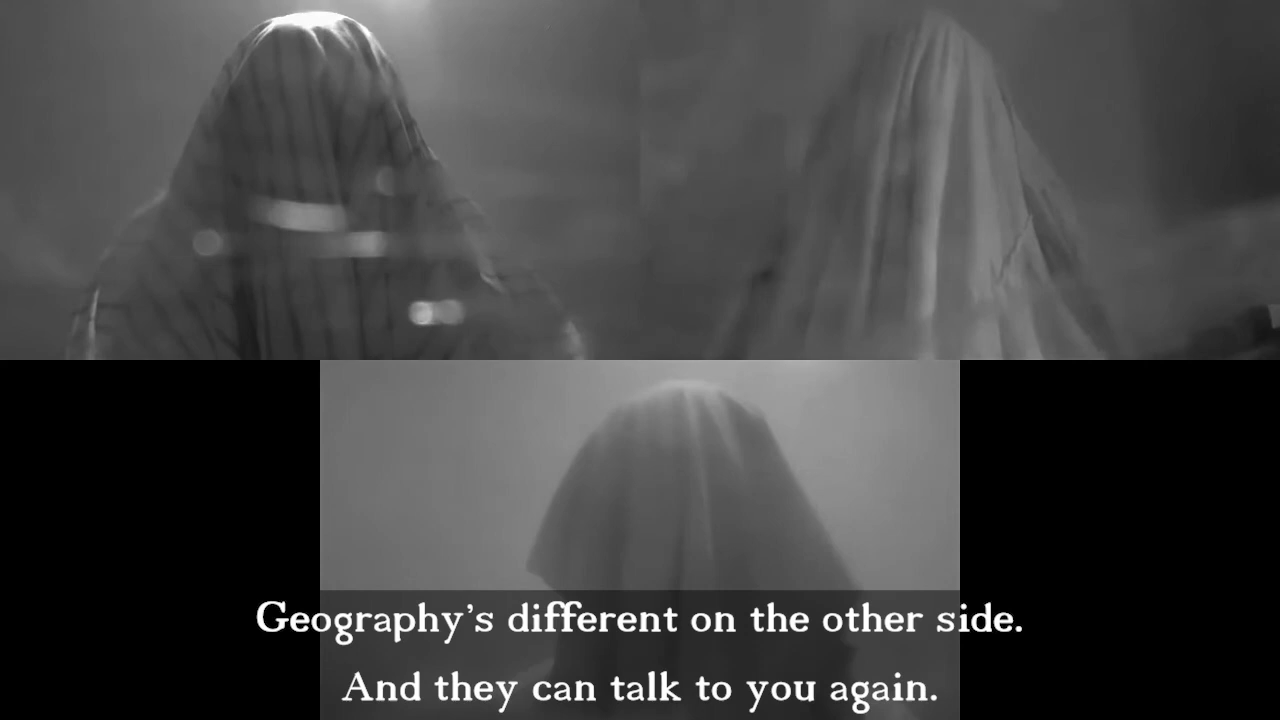 Geography's different on the other side.
And they can talk to you again.